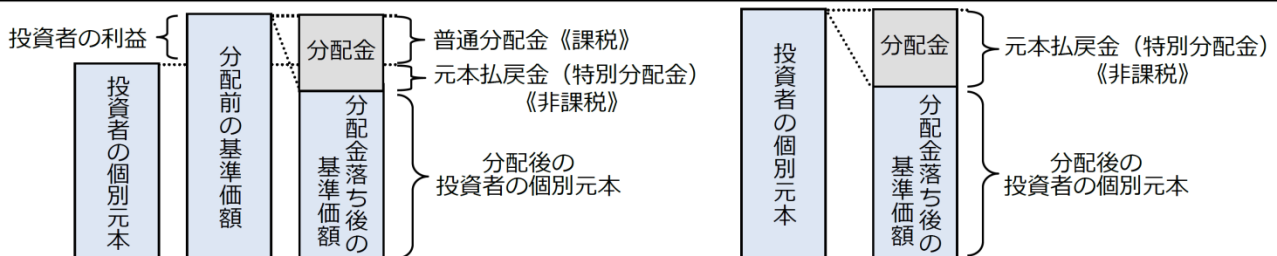 投資者の利益
投資者の個別元本
分配前の基準価額
分配金
分配金落ち後の
基準価額
普通分配金《課税》
元本払戻金（特別分配金）
《非課税》
分配後の
投資者の個別元本
投資者の個別元本
分配金
分配金落ち後の
基準価額
元本払戻金（特別分配金）
《非課税》
分配後の
投資者の個別元本